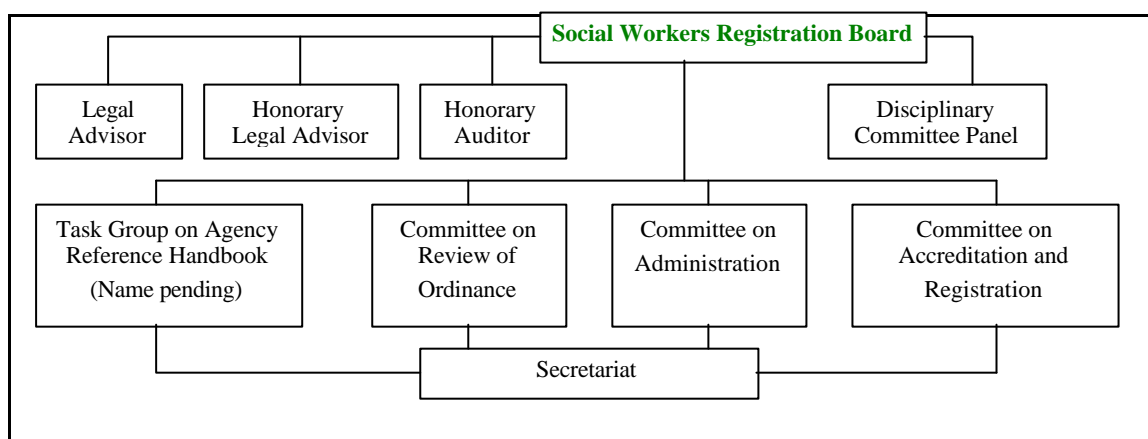 Social Workers Registration Board
Legal
Advisor
Honorary
Legal Advisor
Honorary
Auditor
Disciplinary
Committee Panel
Task Group on Agency
Reference Handbook
(Name pending)
Committee on
Review of
Ordinance
Committee on
Administration
Committee on
Accreditation and
Registration
Secretariat